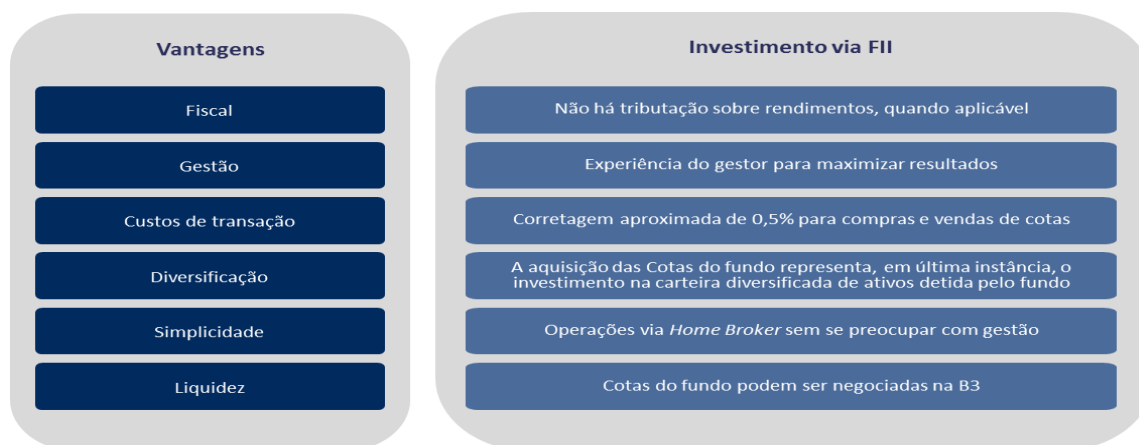 Vantagens
Investimento via FII
Fiscal
Não há tributação sobre rendimentos, quando aplicável
Gestão
Experiência do gestor para maximizar resultados
Custos de transação
Corretagem aproximada de 0,5% para compras e vendas de cotas
Diversificação
A aquisição das Cotas do fundo representa, em última instância, o
investimento na carteira diversificada de ativos detida pelo fundo
Simplicidade
Operações via Home Broker sem se preocupar com gestão
Liquidez
Cotas do fundo podem ser negociadas na B3